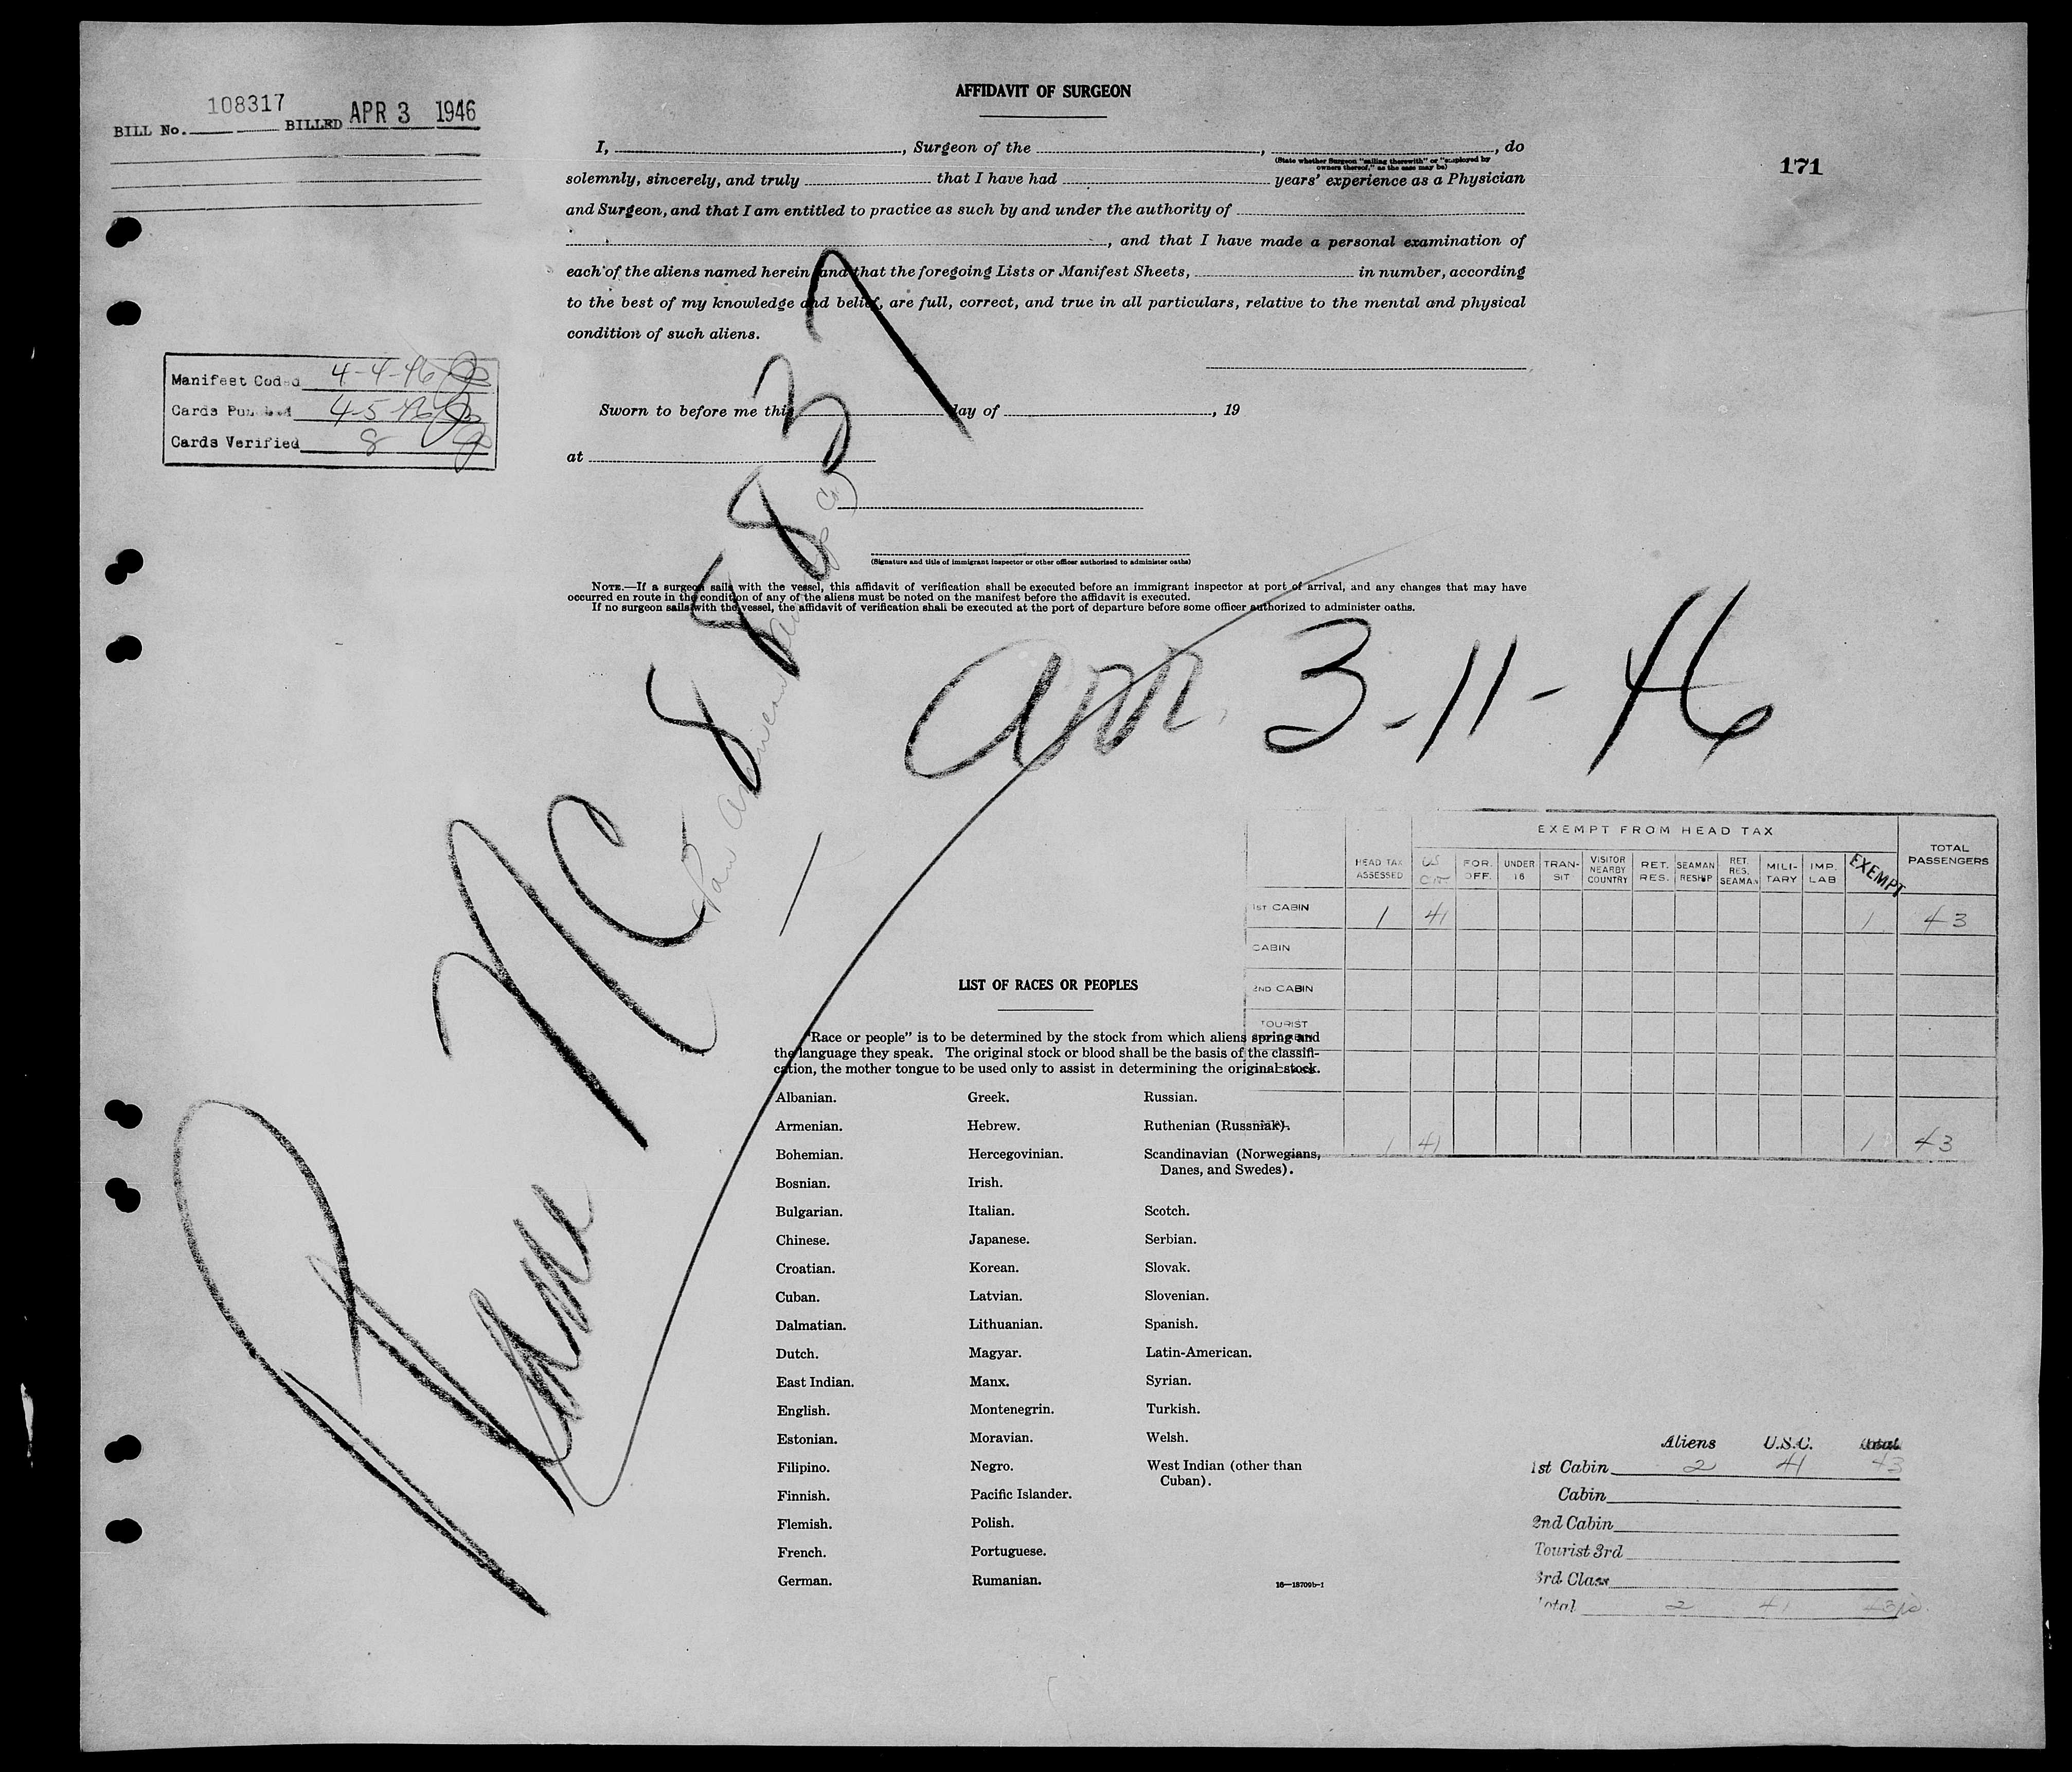 BILL No. 108317 BILLED APR 3 1946
AFFIDAVIT OF SURGEON
171
I, , Surgeon of the , , do
(State whether Surgeon "sailing therewith" or "employed by
owners thereof," as the case may be)
solemnly, sincerely, and truly that I have had years' experience as a Physician
and Surgeon, and that I am entitled to practice as such by and under the authority of
, and that I have made a personal examination of
each of the aliens named herein and that the foregoing Lists or Manifest Sheets, in number, according
to the best of my knowledge and belief, are full, correct, and true in all particulars, relative to the mental and physical
condition of such aliens.
Manifest Coded 4-4-46
Cards Punched 4-5-46
Cards Verified 8
Sworn to before me this day of , 19
at
(Signature and title of immigrant inspector or other officer authorized to administer oaths)
NOTE.—If a surgeon sails with the vessel, this affidavit of verification shall be executed before an immigrant inspector at port of arrival, and any changes that may have
occurred en route in the condition of any of the aliens must be noted on the manifest before the affidavit is executed.
If no surgeon sails with the vessel, the affidavit of verification shall be executed at the port of departure before some officer authorized to administer oaths.
Plane NC 88837
Pan American
arr. 3-11-46
EXEMPT FROM HEAD TAX
HEAD TAX ASSESSED US Cit FOR. OFF. UNDER 16 TRAN-SIT VISITOR NEARBY COUNTRY RET. RES. SEAMAN RESHIP RET. RES. SEAMAN MILI-TARY IMP. LAB EXEMPT TOTAL PASSENGERS
1ST CABIN 1 41 1 43
CABIN
2ND CABIN
TOURIST
1 41 1 43
LIST OF RACES OR PEOPLES
"Race or people" is to be determined by the stock from which aliens spring and
the language they speak. The original stock or blood shall be the basis of the classifi-
cation, the mother tongue to be used only to assist in determining the original stock.
Albanian. Greek. Russian.
Armenian. Hebrew. Ruthenian (Russniak).
Bohemian. Hercegovinian. Scandinavian (Norwegians,
Danes, and Swedes).
Bosnian. Irish.
Bulgarian. Italian. Scotch.
Chinese. Japanese. Serbian.
Croatian. Korean. Slovak.
Cuban. Latvian. Slovenian.
Dalmatian. Lithuanian. Spanish.
Dutch. Magyar. Latin-American.
East Indian. Manx. Syrian.
English. Montenegrin. Turkish.
Estonian. Moravian. Welsh.
Filipino. Negro. West Indian (other than
Cuban).
Finnish. Pacific Islander.
Flemish. Polish.
French. Portuguese.
German. Rumanian.
16—18709b-1
Aliens U.S.C. Total
1st Cabin 2 41 43
Cabin
2nd Cabin
Tourist 3rd
3rd Class
Total 2 41 43